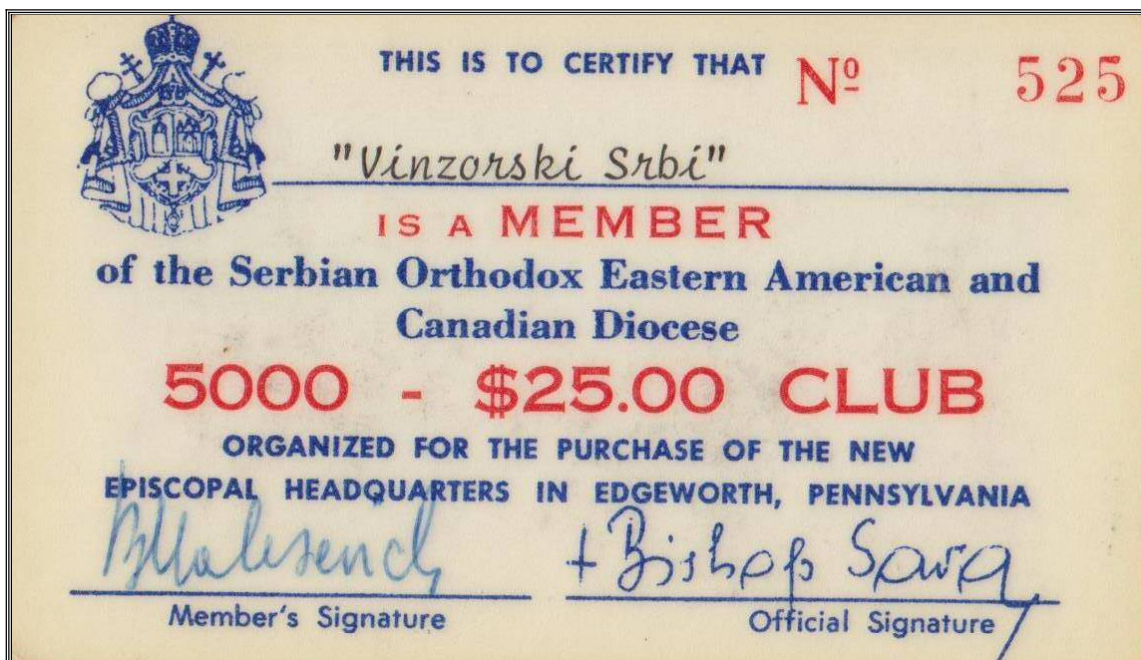 THIS IS TO CERTIFY THAT Nº 525
"Vinzorski Srbi"
IS A MEMBER
of the Serbian Orthodox Eastern American and
Canadian Diocese
5000 - $25.00 CLUB
ORGANIZED FOR THE PURCHASE OF THE NEW
EPISCOPAL HEADQUARTERS IN EDGEWORTH, PENNSYLVANIA
+ Bishop Sava
Member's Signature Official Signature